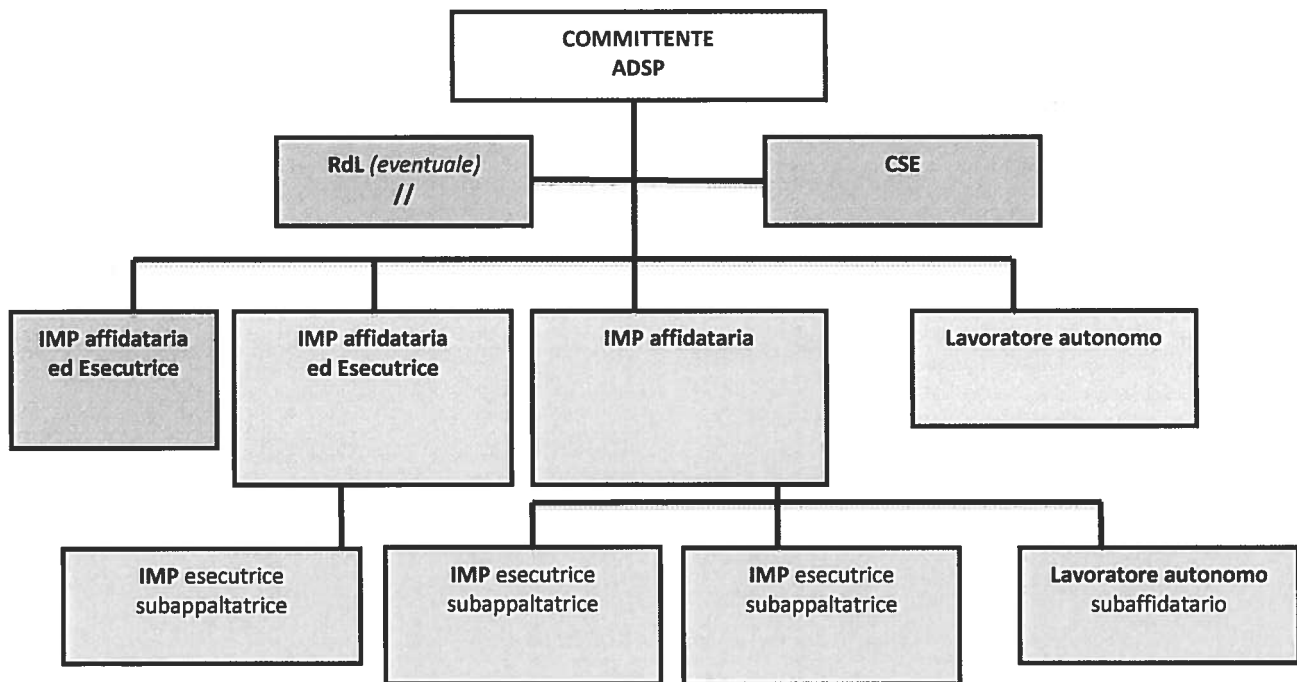 COMMITTENTE
ADSP
RdL (eventuale)
//
CSE
IMP affidataria
ed Esecutrice
IMP affidataria
ed Esecutrice
IMP affidataria
Lavoratore autonomo
IMP esecutrice
subappaltatrice
IMP esecutrice
subappaltatrice
IMP esecutrice
subappaltatrice
Lavoratore autonomo
subaffidatario